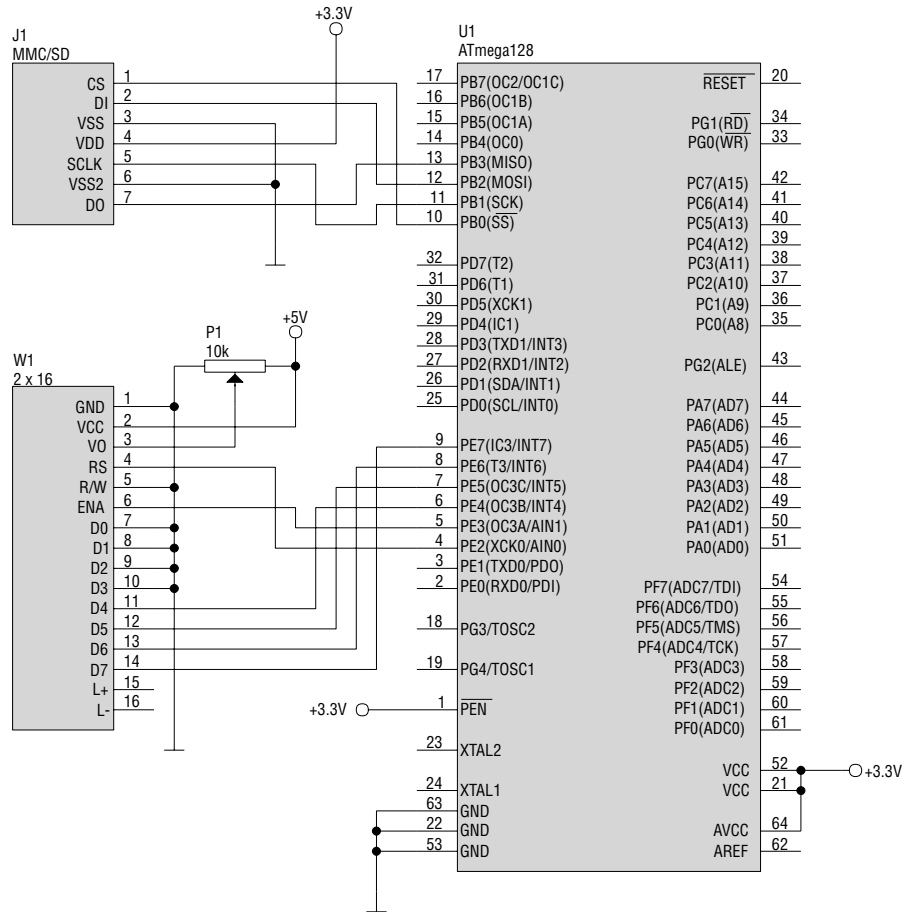 +3.3V
J1
MMC/SD
CS 1
DI 2
VSS 3
VDD 4
SCLK 5
VSS2 6
DO 7
+5V
P1
10k
W1
2 x 16
GND 1
VCC 2
VO 3
RS 4
R/W 5
ENA 6
D0 7
D1 8
D2 9
D3 10
D4 11
D5 12
D6 13
D7 14
L+ 15
L- 16
U1
ATmega128
17 PB7(OC2/OC1C)
16 PB6(OC1B)
15 PB5(OC1A)
14 PB4(OC0)
13 PB3(MISO)
12 PB2(MOSI)
11 PB1(SCK)
10 PB0(SS)
32 PD7(T2)
31 PD6(T1)
30 PD5(XCK1)
29 PD4(IC1)
28 PD3(TXD1/INT3)
27 PD2(RXD1/INT2)
26 PD1(SDA/INT1)
25 PD0(SCL/INT0)
9 PE7(IC3/INT7)
8 PE6(T3/INT6)
7 PE5(OC3C/INT5)
6 PE4(OC3B/INT4)
5 PE3(OC3A/AIN1)
4 PE2(XCK0/AIN0)
3 PE1(TXD0/PDO)
2 PE0(RXD0/PDI)
18 PG3/TOSC2
19 PG4/TOSC1
+3.3V 1 PEN
23 XTAL2
24 XTAL1
63 GND
22 GND
53 GND
RESET 20
PG1(RD) 34
PG0(WR) 33
PC7(A15) 42
PC6(A14) 41
PC5(A13) 40
PC4(A12) 39
PC3(A11) 38
PC2(A10) 37
PC1(A9) 36
PC0(A8) 35
PG2(ALE) 43
PA7(AD7) 44
PA6(AD6) 45
PA5(AD5) 46
PA4(AD4) 47
PA3(AD3) 48
PA2(AD2) 49
PA1(AD1) 50
PA0(AD0) 51
PF7(ADC7/TDI) 54
PF6(ADC6/TDO) 55
PF5(ADC5/TMS) 56
PF4(ADC4/TCK) 57
PF3(ADC3) 58
PF2(ADC2) 59
PF1(ADC1) 60
PF0(ADC0) 61
VCC 52 +3.3V
VCC 21
AVCC 64
AREF 62